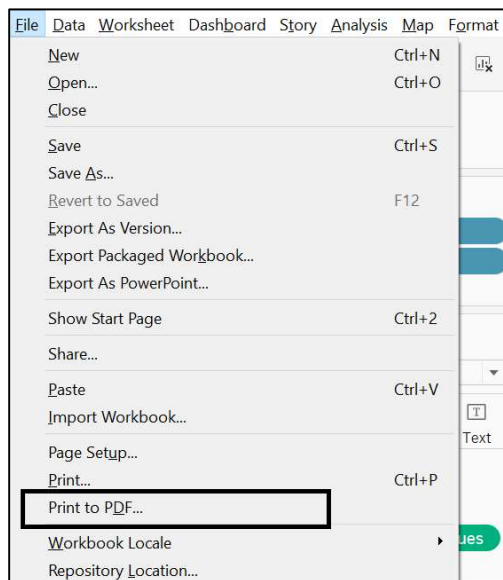 File Data Worksheet Dashboard Story Analysis Map Format
New Ctrl+N
Open... Ctrl+O
Close
Save Ctrl+S
Save As...
Revert to Saved F12
Export As Version...
Export Packaged Workbook...
Export As PowerPoint...
Show Start Page Ctrl+2
Share...
Paste Ctrl+V
Import Workbook...
T
Text
Page Setup...
Print... Ctrl+P
Print to PDF...
ues
Workbook Locale
Repository Location...